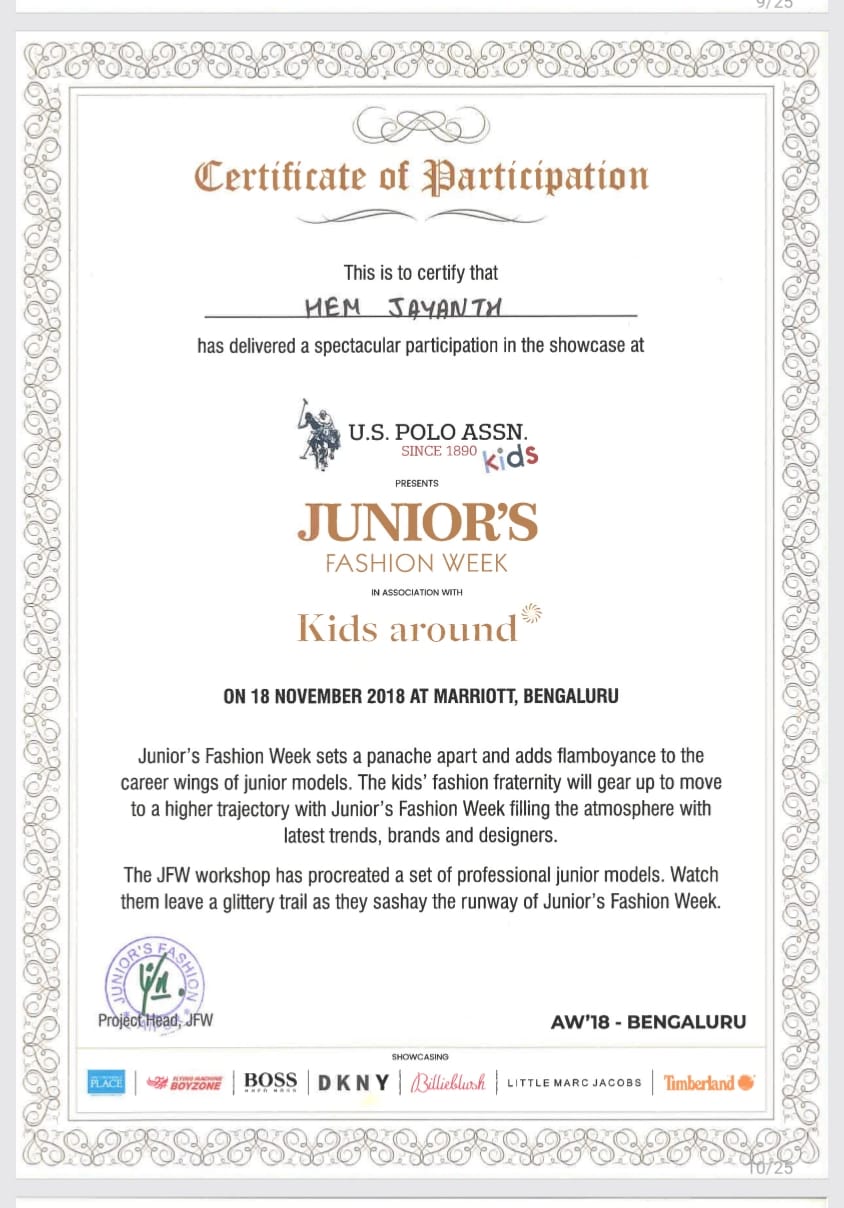 9/25
Certificate of Participation
This is to certify that
HEM JAYANTH
has delivered a spectacular participation in the showcase at
U.S. POLO ASSN.
SINCE 1890
kids
PRESENTS
JUNIOR'S
FASHION WEEK
IN ASSOCIATION WITH
Kids around
ON 18 NOVEMBER 2018 AT MARRIOTT, BENGALURU
Junior's Fashion Week sets a panache apart and adds flamboyance to the
career wings of junior models. The kids' fashion fraternity will gear up to move
to a higher trajectory with Junior's Fashion Week filling the atmosphere with
latest trends, brands and designers.
The JFW workshop has procreated a set of professional junior models. Watch
them leave a glittery trail as they sashay the runway of Junior's Fashion Week.
JUNIOR'S FASHION
Project Head, JFW
AW'18 - BENGALURU
SHOWCASING
PLACE
FLYING MACHINE
BOYZONE
BOSS
HUGO BOSS
DKNY
Billieblush
LITTLE MARC JACOBS
Timberland
10/25